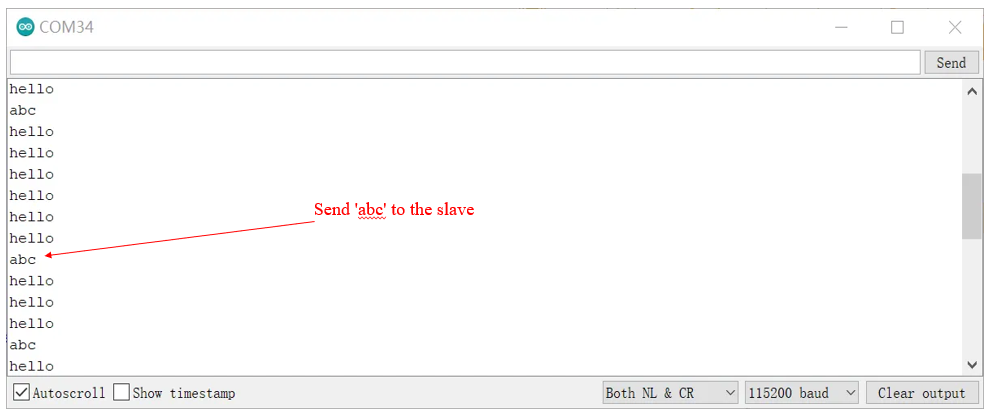 COM34
Send
hello
abc
hello
hello
hello
hello
hello
Send 'abc' to the slave
hello
abc
hello
hello
hello
abc
hello
Autoscroll Show timestamp Both NL & CR 115200 baud Clear output